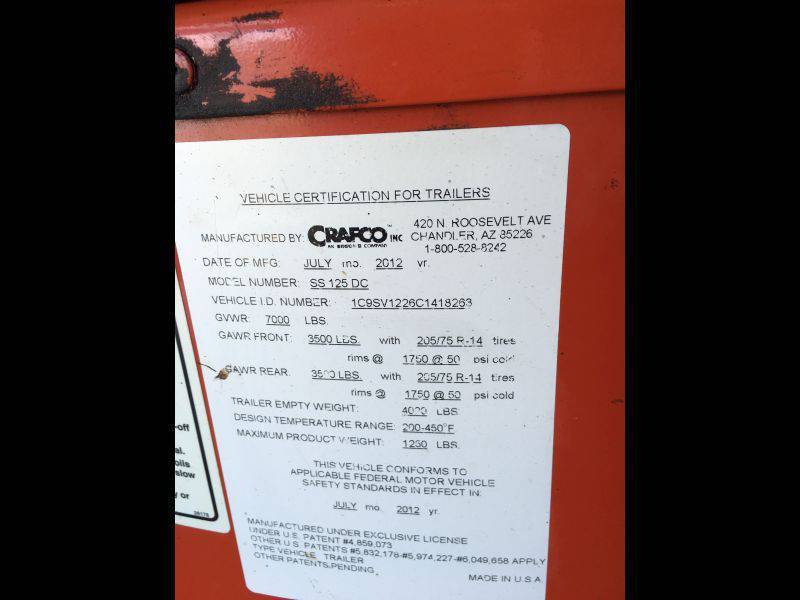 VEHICLE CERTIFICATION FOR TRAILERS
MANUFACTURED BY: CRAFCO INC 420 N. ROOSEVELT AVE
CHANDLER, AZ 85226
1-800-528-8242
DATE OF MFG: JULY mo. 2012 yr.
MODEL NUMBER: SS 125 DC
VEHICLE I.D. NUMBER: 1C9SV1226C1418263
GVWR: 7000 LBS.
GAWR FRONT: 3500 LBS. with 205/75 R-14 tires
rims @ 1750 @ 50 psi cold
GAWR REAR: 3500 LBS. with 205/75 R-14 tires
rims @ 1750 @ 50 psi cold
TRAILER EMPTY WEIGHT: 4000 LBS.
DESIGN TEMPERATURE RANGE: 200-450°F
MAXIMUM PRODUCT WEIGHT: LBS.
THIS VEHICLE CONFORMS TO
APPLICABLE FEDERAL MOTOR VEHICLE
SAFETY STANDARDS IN EFFECT IN:
JULY mo. 2012 yr.
MANUFACTURED UNDER EXCLUSIVE LICENSE
UNDER U.S. PATENT #4,859,073
OTHER U.S. PATENTS #5,832,178-#5,974,227-#6,049,658 APPLY
TYPE VEHICLE: TRAILER
OTHER PATENTS PENDING
MADE IN U.S.A.
-off
al.
oils
slow
y or